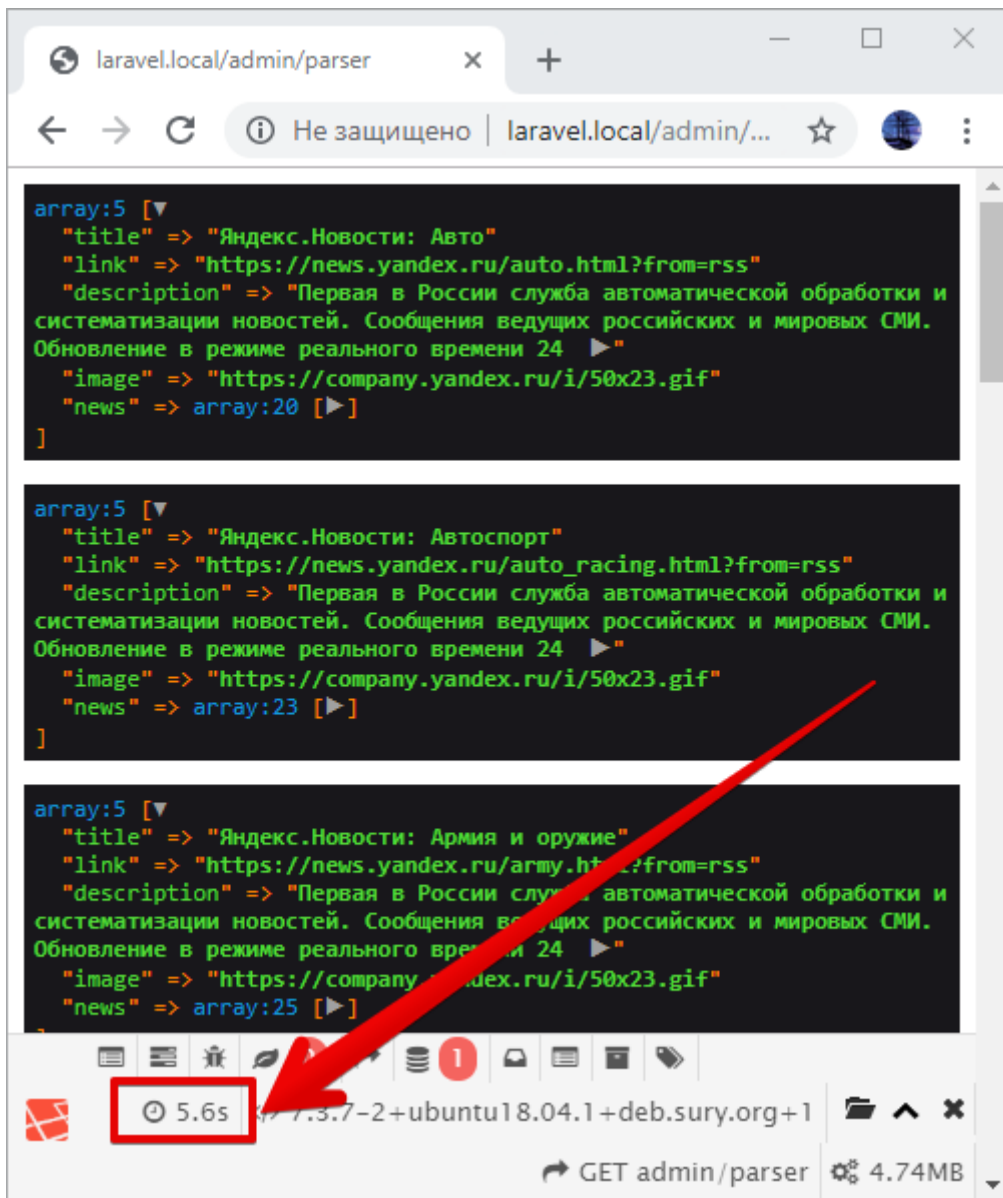 laravel.local/admin/parser
Не защищено | laravel.local/admin/...
array:5 [▼
"title" => "Яндекс.Новости: Авто"
"link" => "https://news.yandex.ru/auto.html?from=rss"
"description" => "Первая в России служба автоматической обработки и
систематизации новостей. Сообщения ведущих российских и мировых СМИ.
Обновление в режиме реального времени 24 ▶"
"image" => "https://company.yandex.ru/i/50x23.gif"
"news" => array:20 [▶]
]
array:5 [▼
"title" => "Яндекс.Новости: Автоспорт"
"link" => "https://news.yandex.ru/auto_racing.html?from=rss"
"description" => "Первая в России служба автоматической обработки и
систематизации новостей. Сообщения ведущих российских и мировых СМИ.
Обновление в режиме реального времени 24 ▶"
"image" => "https://company.yandex.ru/i/50x23.gif"
"news" => array:23 [▶]
]
array:5 [▼
"title" => "Яндекс.Новости: Армия и оружие"
"link" => "https://news.yandex.ru/army.html?from=rss"
"description" => "Первая в России служба автоматической обработки и
систематизации новостей. Сообщения ведущих российских и мировых СМИ.
Обновление в режиме реального времени 24 ▶"
"image" => "https://company.yandex.ru/i/50x23.gif"
"news" => array:25 [▶]
1
5.6s 7.3.7-2+ubuntu18.04.1+deb.sury.org+1
GET admin/parser 4.74MB